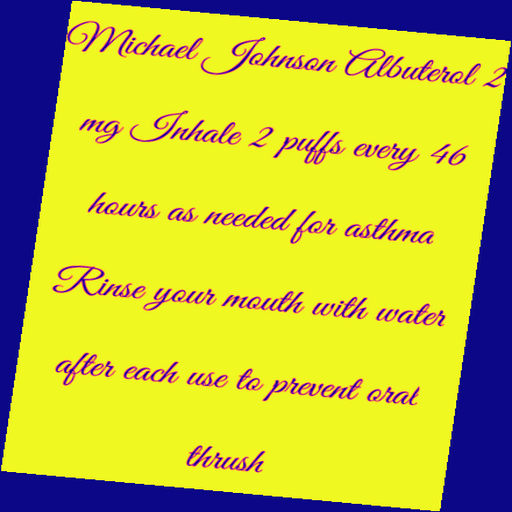 Michael Johnson Albuterol 2
mg Inhale 2 puffs every 46
hours as needed for asthma
Rinse your mouth with water
after each use to prevent oral
thrush